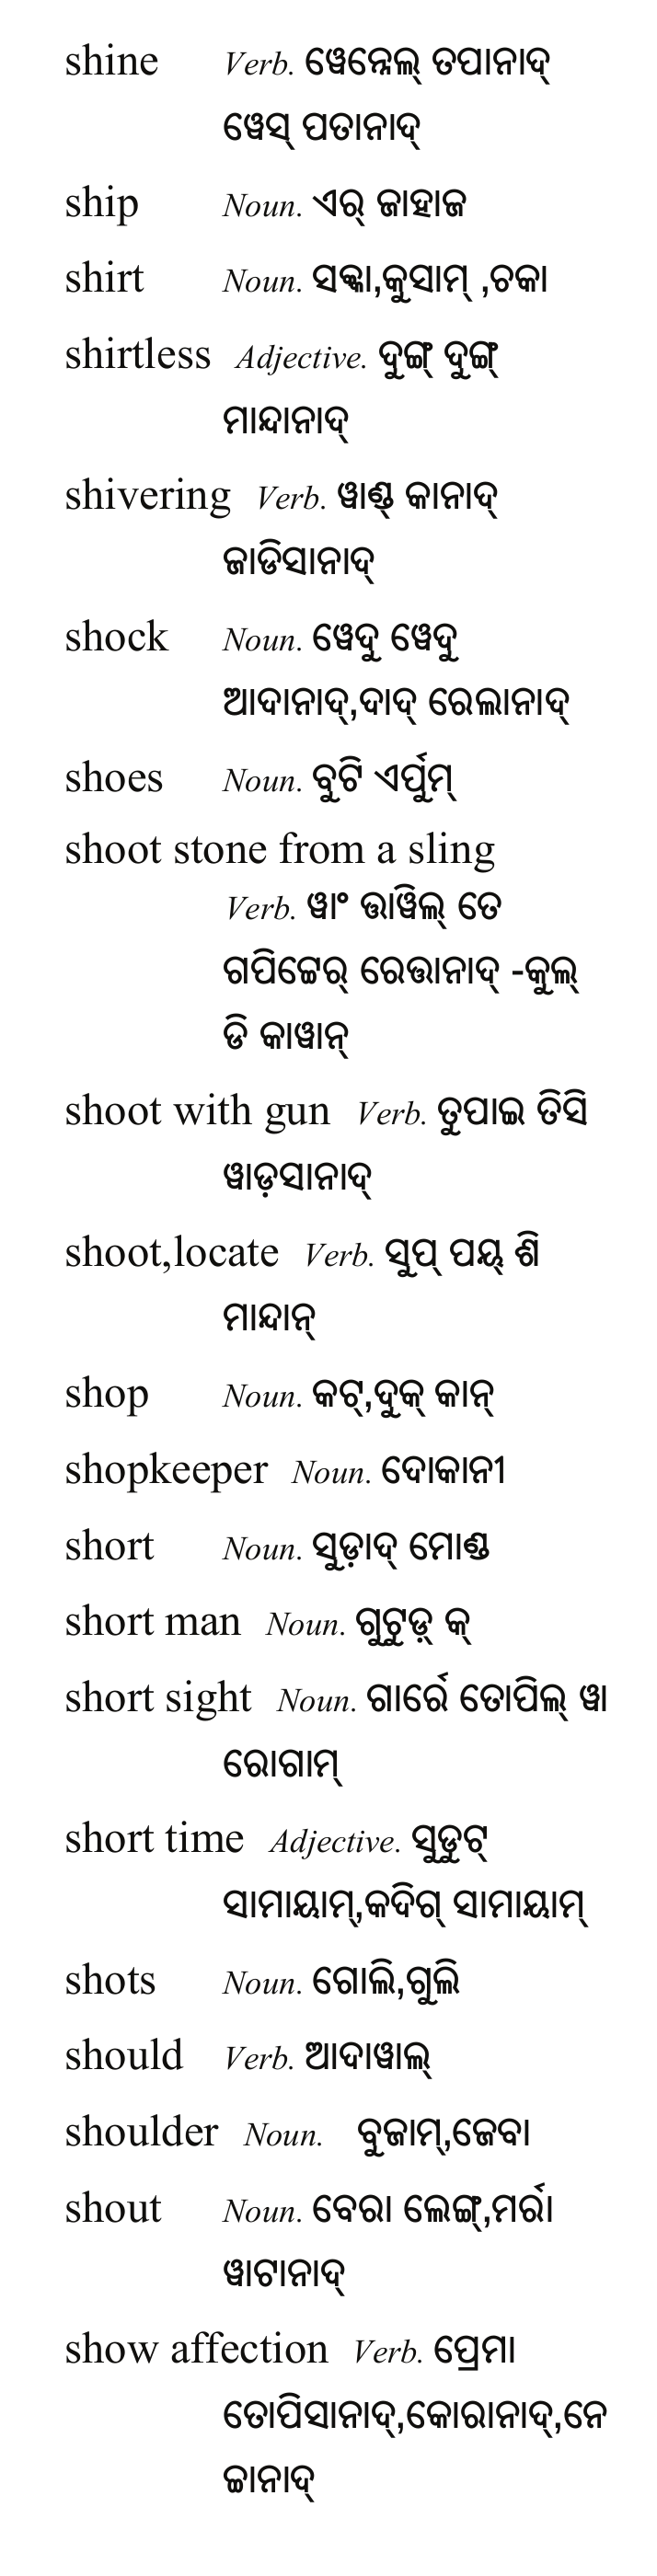 shine Verb. ୱେନ୍ନେଲ୍ ତପାନାଦ୍
ୱେସ୍ ପତାନାଦ୍
ship Noun. ଏର୍ ଜାହାଜ
shirt Noun. ସକ୍କା,କୁସାମ୍ ,ଚକା
shirtless Adjective. ଦୁଙ୍ଗ୍ ଦୁଙ୍ଗ୍
ମାନ୍ଦାନାଦ୍
shivering Verb. ୱାଣ୍ଡ୍ କାନାଦ୍
ଜାଡିସାନାଦ୍
shock Noun. ୱେଦୁ ୱେଦୁ
ଆଦାନାଦ୍,ଦାଦ୍ ରେଲାନାଦ୍
shoes Noun. ବୁଟି ଏର୍ପୁମ୍
shoot stone from a sling
Verb. ୱାଂ ଊାୱିଲ୍ ତେ
ଗପିଟ୍ଟେର୍ ରେତ୍ତାନାଦ୍ -କୁଲ୍
ଡି କାୱାନ୍
shoot with gun Verb. ତୁପାଇ ତିସି
ୱାଡ଼ସାନାଦ୍
shoot,locate Verb. ସୁପ୍ ପୟ୍ ଶି
ମାନ୍ଦାନ୍
shop Noun. କଟ୍,ଦୁକ୍ କାନ୍
shopkeeper Noun. ଦୋକାନୀ
short Noun. ସୁଡ଼ାଦ୍ ମୋଣ୍ଡ
short man Noun. ଗୁଟୁଡ଼୍ କ୍
short sight Noun. ଗାର୍ରେ ତୋପିଲ୍ ୱା
ରୋଗାମ୍
short time Adjective. ସୁଡୁଟ୍
ସାମାୟାମ୍,କଦିଗ୍ ସାମାୟାମ୍
shots Noun. ଗୋଲି,ଗୁଲି
should Verb. ଆଦାୱାଲ୍
shoulder Noun. ବୁଜାମ୍,ଜେବା
shout Noun. ବେରା ଲେଙ୍ଗ୍,ମର୍ରା
ୱାଟାନାଦ୍
show affection Verb. ପ୍ରେମା
ତୋପିସାନାଦ୍,କୋରାନାଦ୍,ନେ
ଚ୍ଚାନାଦ୍